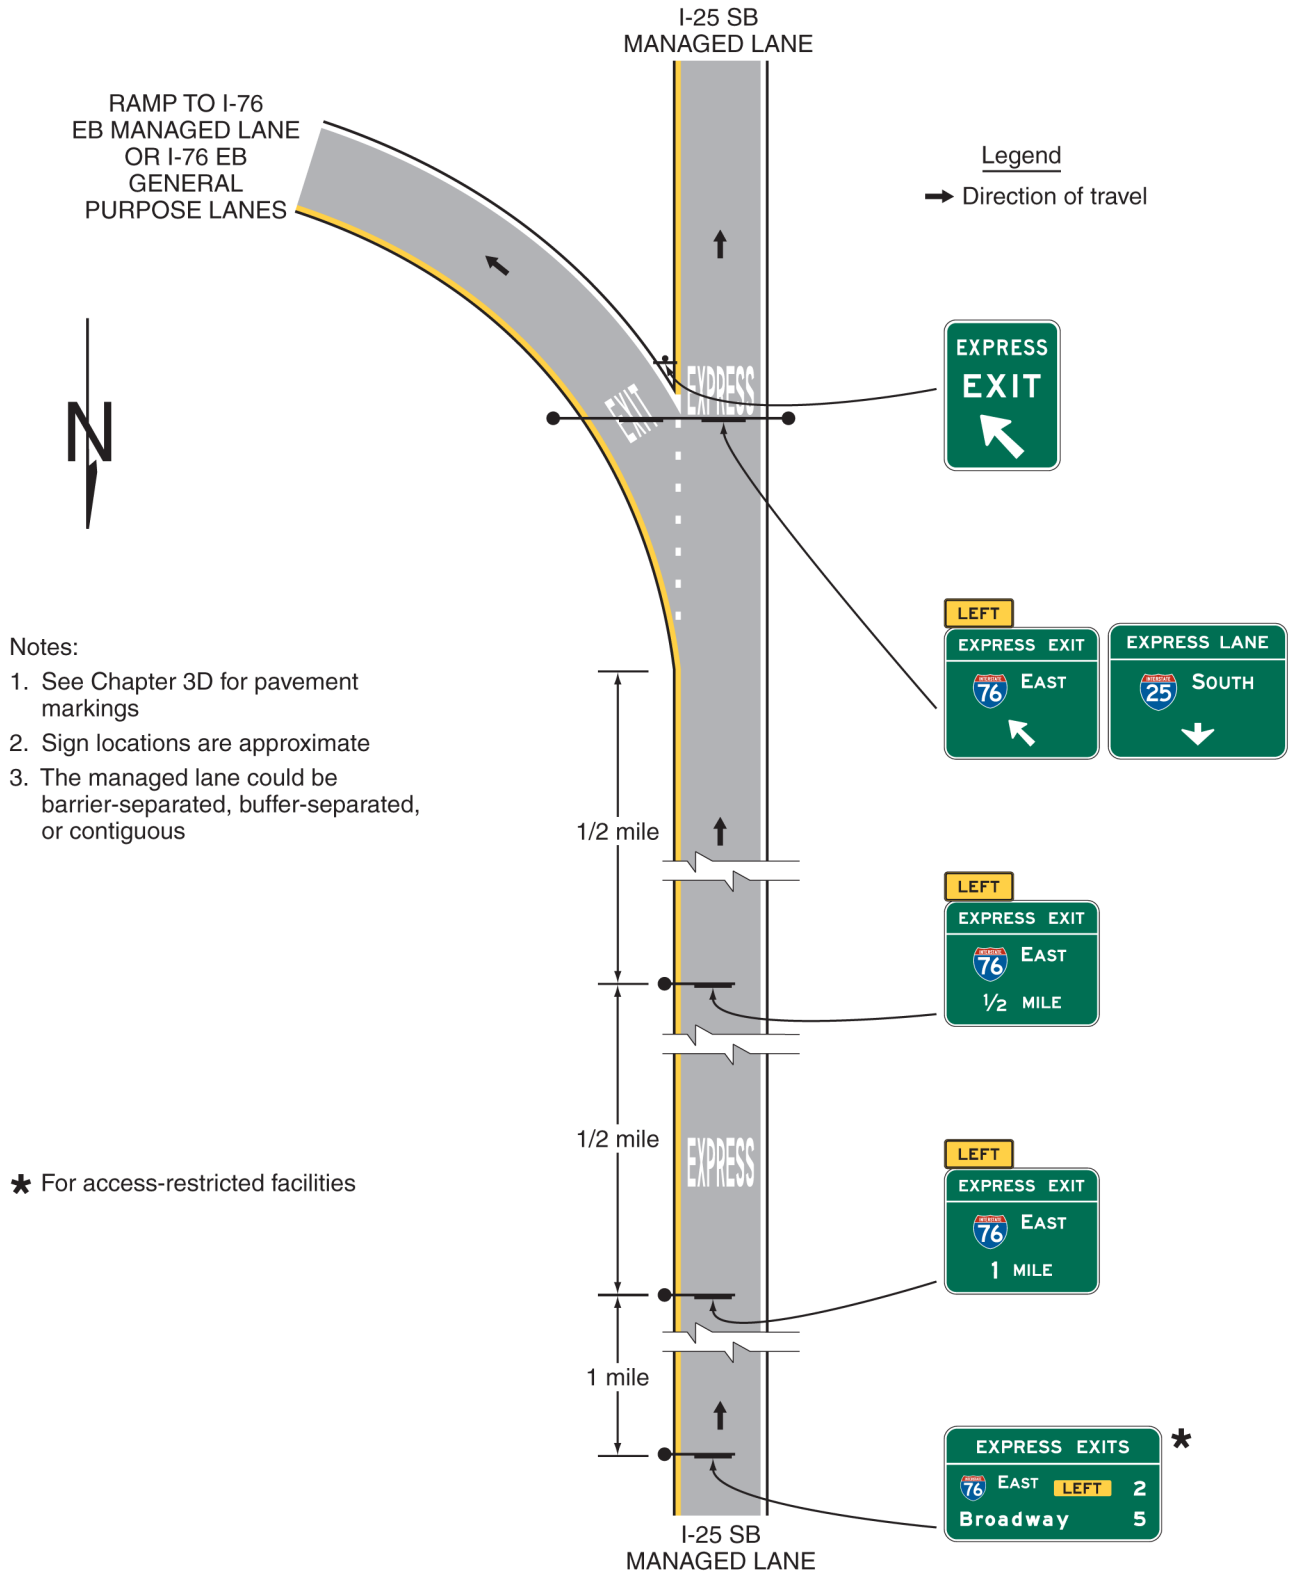 I-25 SB
MANAGED LANE
RAMP TO I-76
EB MANAGED LANE
OR I-76 EB
GENERAL
PURPOSE LANES
Legend
Direction of travel
N
EXIT
EXPRESS
EXPRESS
EXIT
LEFT
EXPRESS EXIT
INTERSTATE
76
EAST
EXPRESS LANE
INTERSTATE
25
SOUTH
Notes:
1. See Chapter 3D for pavement
markings
2. Sign locations are approximate
3. The managed lane could be
barrier-separated, buffer-separated,
or contiguous
1/2 mile
LEFT
EXPRESS EXIT
INTERSTATE
76
EAST
1/2 MILE
1/2 mile
EXPRESS
* For access-restricted facilities
LEFT
EXPRESS EXIT
INTERSTATE
76
EAST
1 MILE
1 mile
*
EXPRESS EXITS
INTERSTATE
76 EAST LEFT 2
Broadway 5
I-25 SB
MANAGED LANE